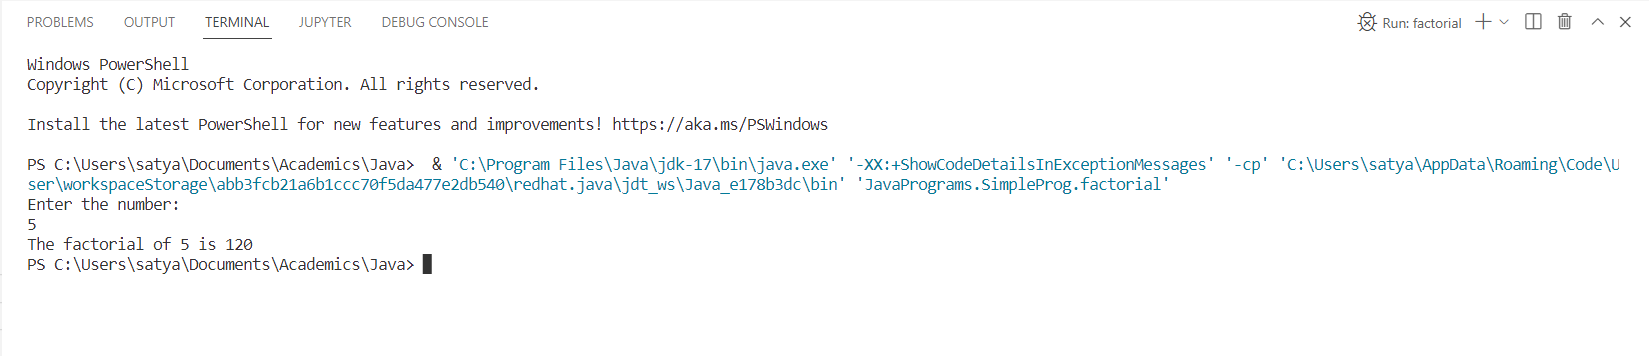 PROBLEMS OUTPUT TERMINAL JUPYTER DEBUG CONSOLE Run: factorial
Windows PowerShell
Copyright (C) Microsoft Corporation. All rights reserved.
Install the latest PowerShell for new features and improvements! https://aka.ms/PSWindows
PS C:\Users\satya\Documents\Academics\Java>  & 'C:\Program Files\Java\jdk-17\bin\java.exe' '-XX:+ShowCodeDetailsInExceptionMessages' '-cp' 'C:\Users\satya\AppData\Roaming\Code\U
ser\workspaceStorage\abb3fcb21a6b1ccc70f5da477e2db540\redhat.java\jdt_ws\Java_e178b3dc\bin' 'JavaPrograms.SimpleProg.factorial'
Enter the number:
5
The factorial of 5 is 120
PS C:\Users\satya\Documents\Academics\Java>